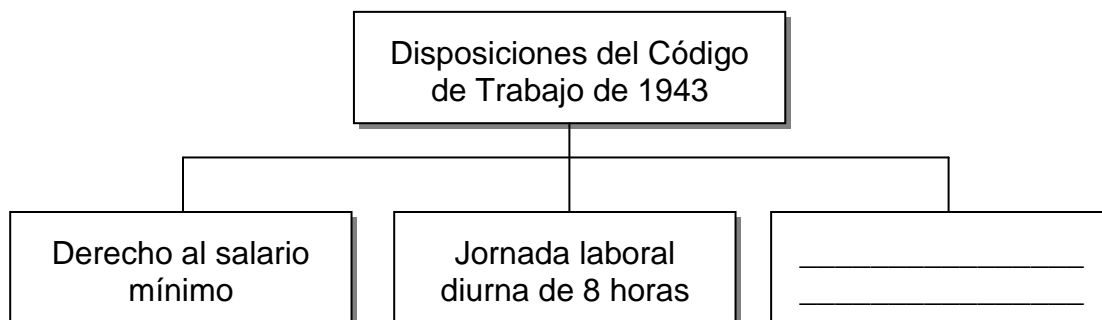 Disposiciones del Código
de Trabajo de 1943
Derecho al salario
mínimo
Jornada laboral
diurna de 8 horas